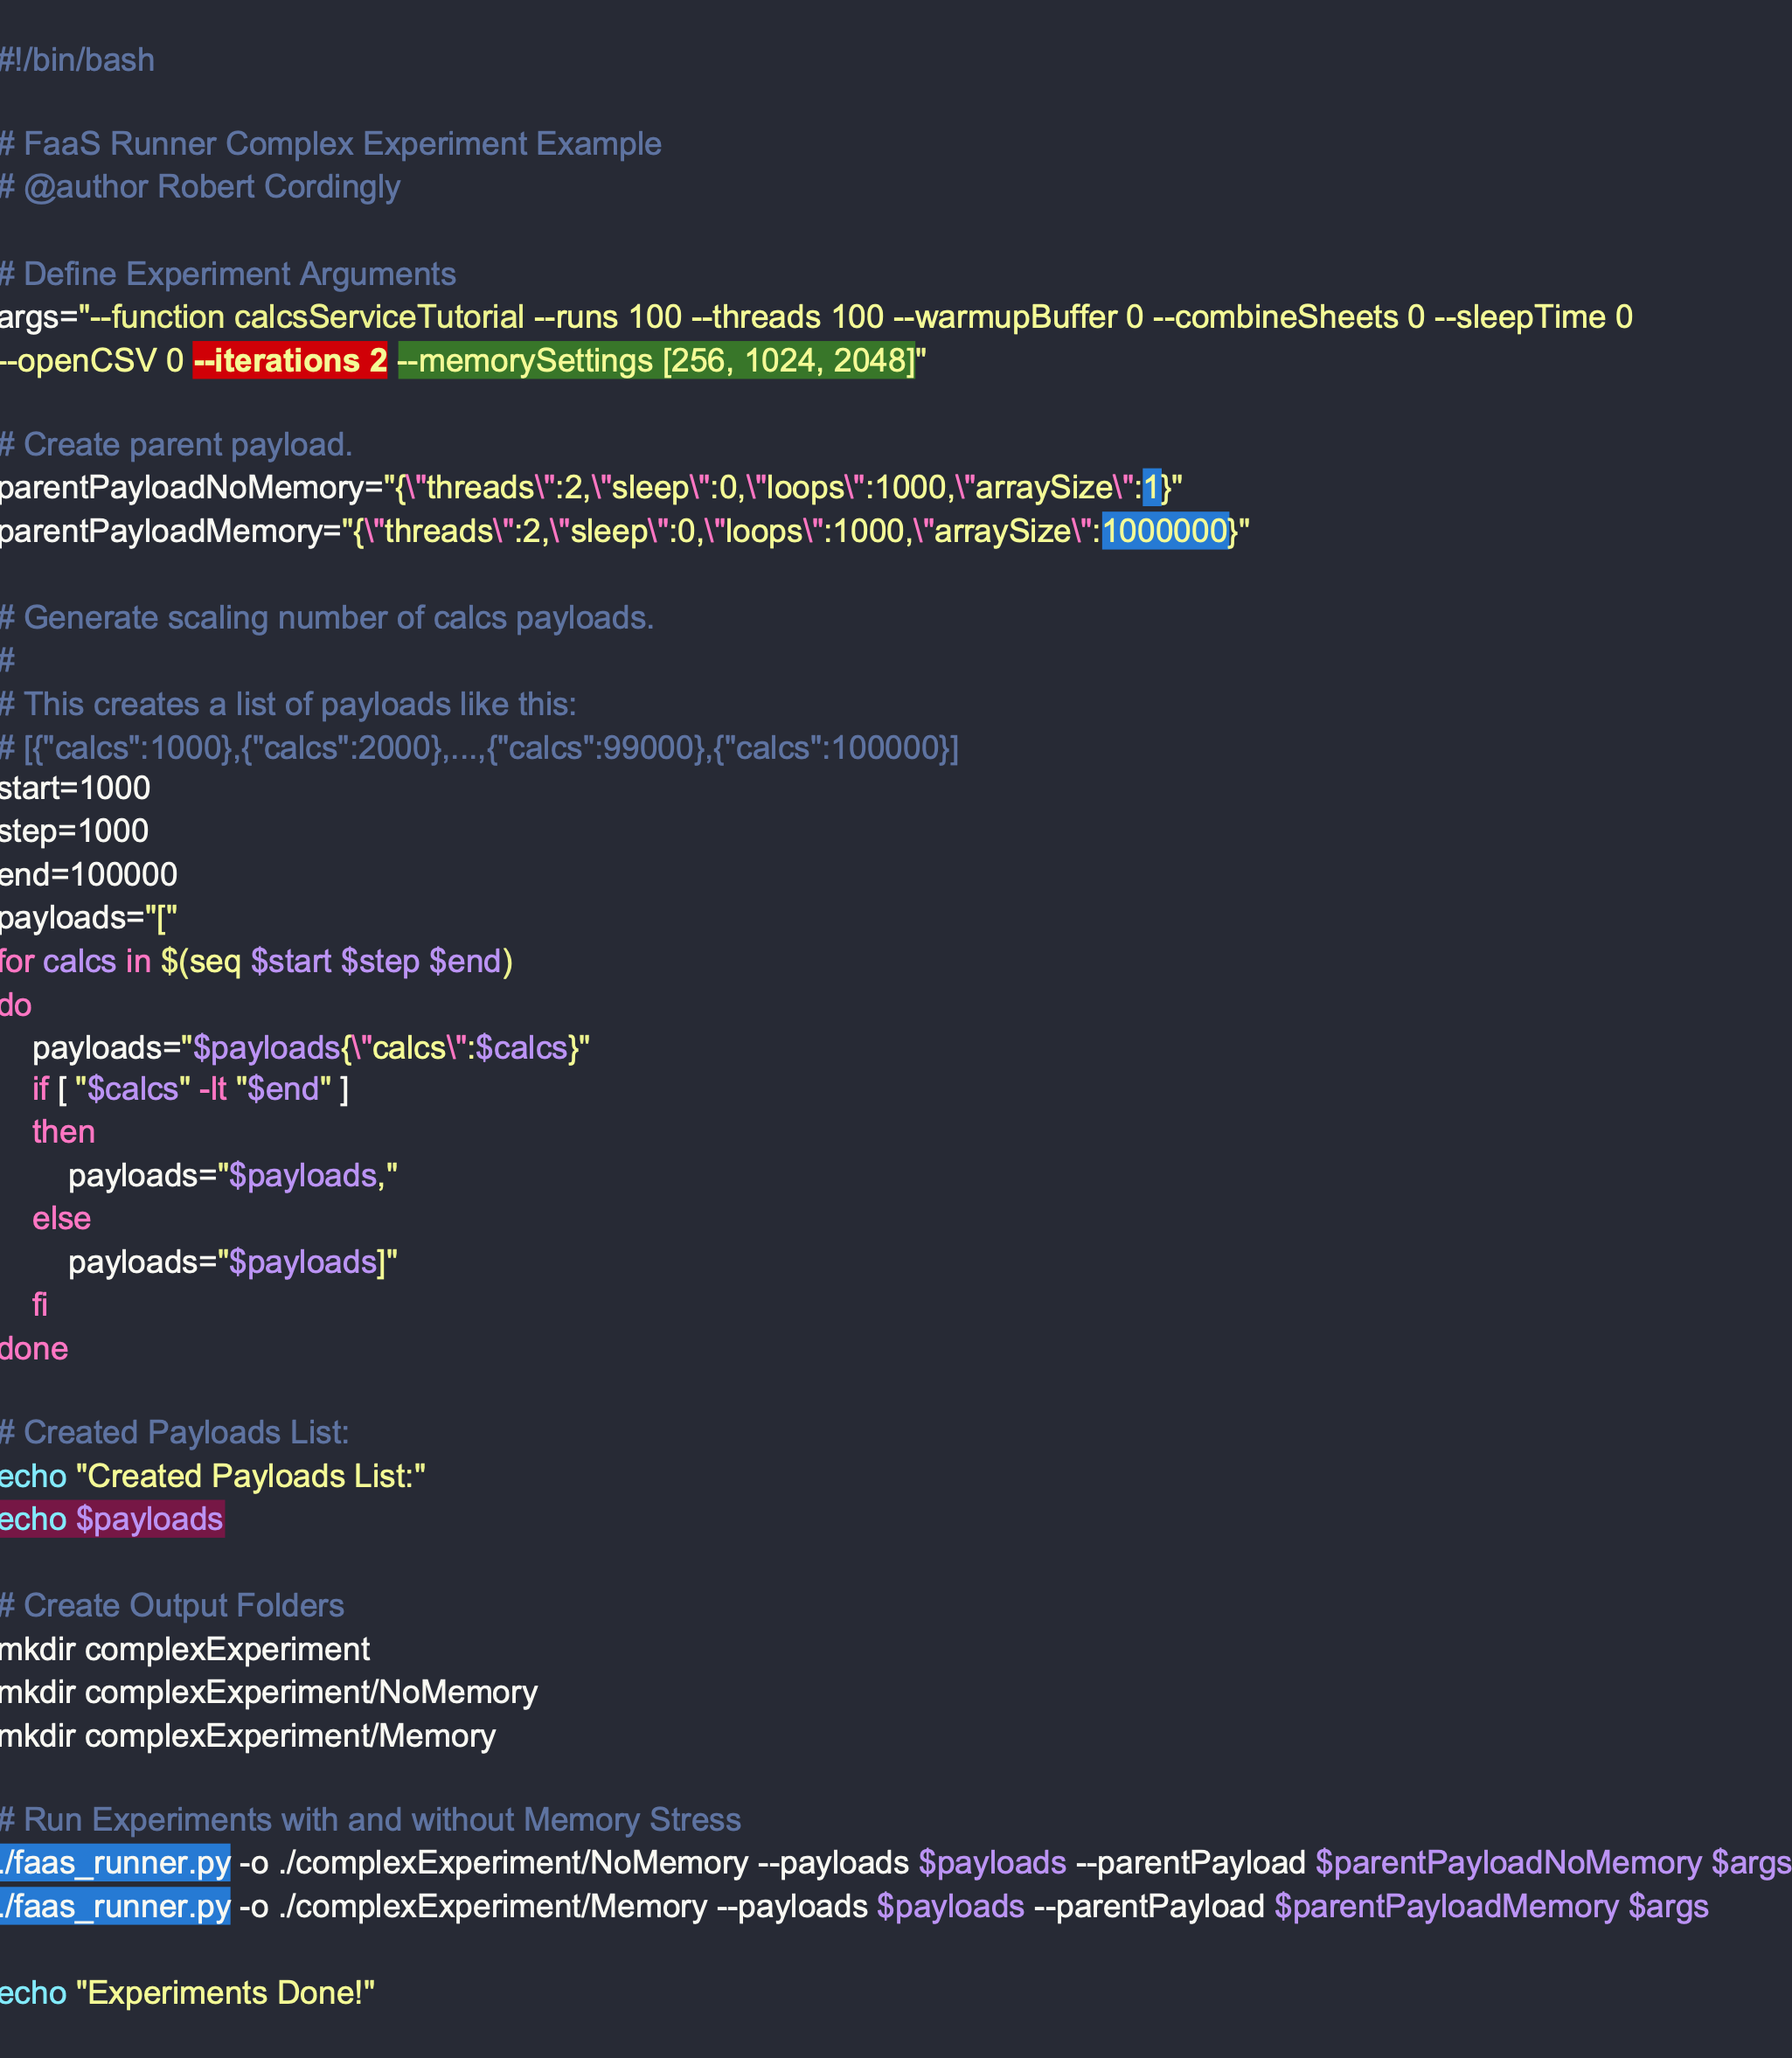 #!/bin/bash
# FaaS Runner Complex Experiment Example
# @author Robert Cordingly
# Define Experiment Arguments
args="--function calcsServiceTutorial --runs 100 --threads 100 --warmupBuffer 0 --combineSheets 0 --sleepTime 0
--openCSV 0 --iterations 2 --memorySettings [256, 1024, 2048]"
# Create parent payload.
parentPayloadNoMemory="{\"threads\":2,\"sleep\":0,\"loops\":1000,\"arraySize\":1}"
parentPayloadMemory="{\"threads\":2,\"sleep\":0,\"loops\":1000,\"arraySize\":1000000}"
# Generate scaling number of calcs payloads.
#
# This creates a list of payloads like this:
# [{"calcs":1000},{"calcs":2000},...,{"calcs":99000},{"calcs":100000}]
start=1000
step=1000
end=100000
payloads="["
for calcs in $(seq $start $step $end)
do
payloads="$payloads{\"calcs\":$calcs}"
if [ "$calcs" -lt "$end" ]
then
payloads="$payloads,"
else
payloads="$payloads]"
fi
done
# Created Payloads List:
echo "Created Payloads List:"
echo $payloads
# Create Output Folders
mkdir complexExperiment
mkdir complexExperiment/NoMemory
mkdir complexExperiment/Memory
# Run Experiments with and without Memory Stress
./faas_runner.py -o ./complexExperiment/NoMemory --payloads $payloads --parentPayload $parentPayloadNoMemory $args
./faas_runner.py -o ./complexExperiment/Memory --payloads $payloads --parentPayload $parentPayloadMemory $args
echo "Experiments Done!"